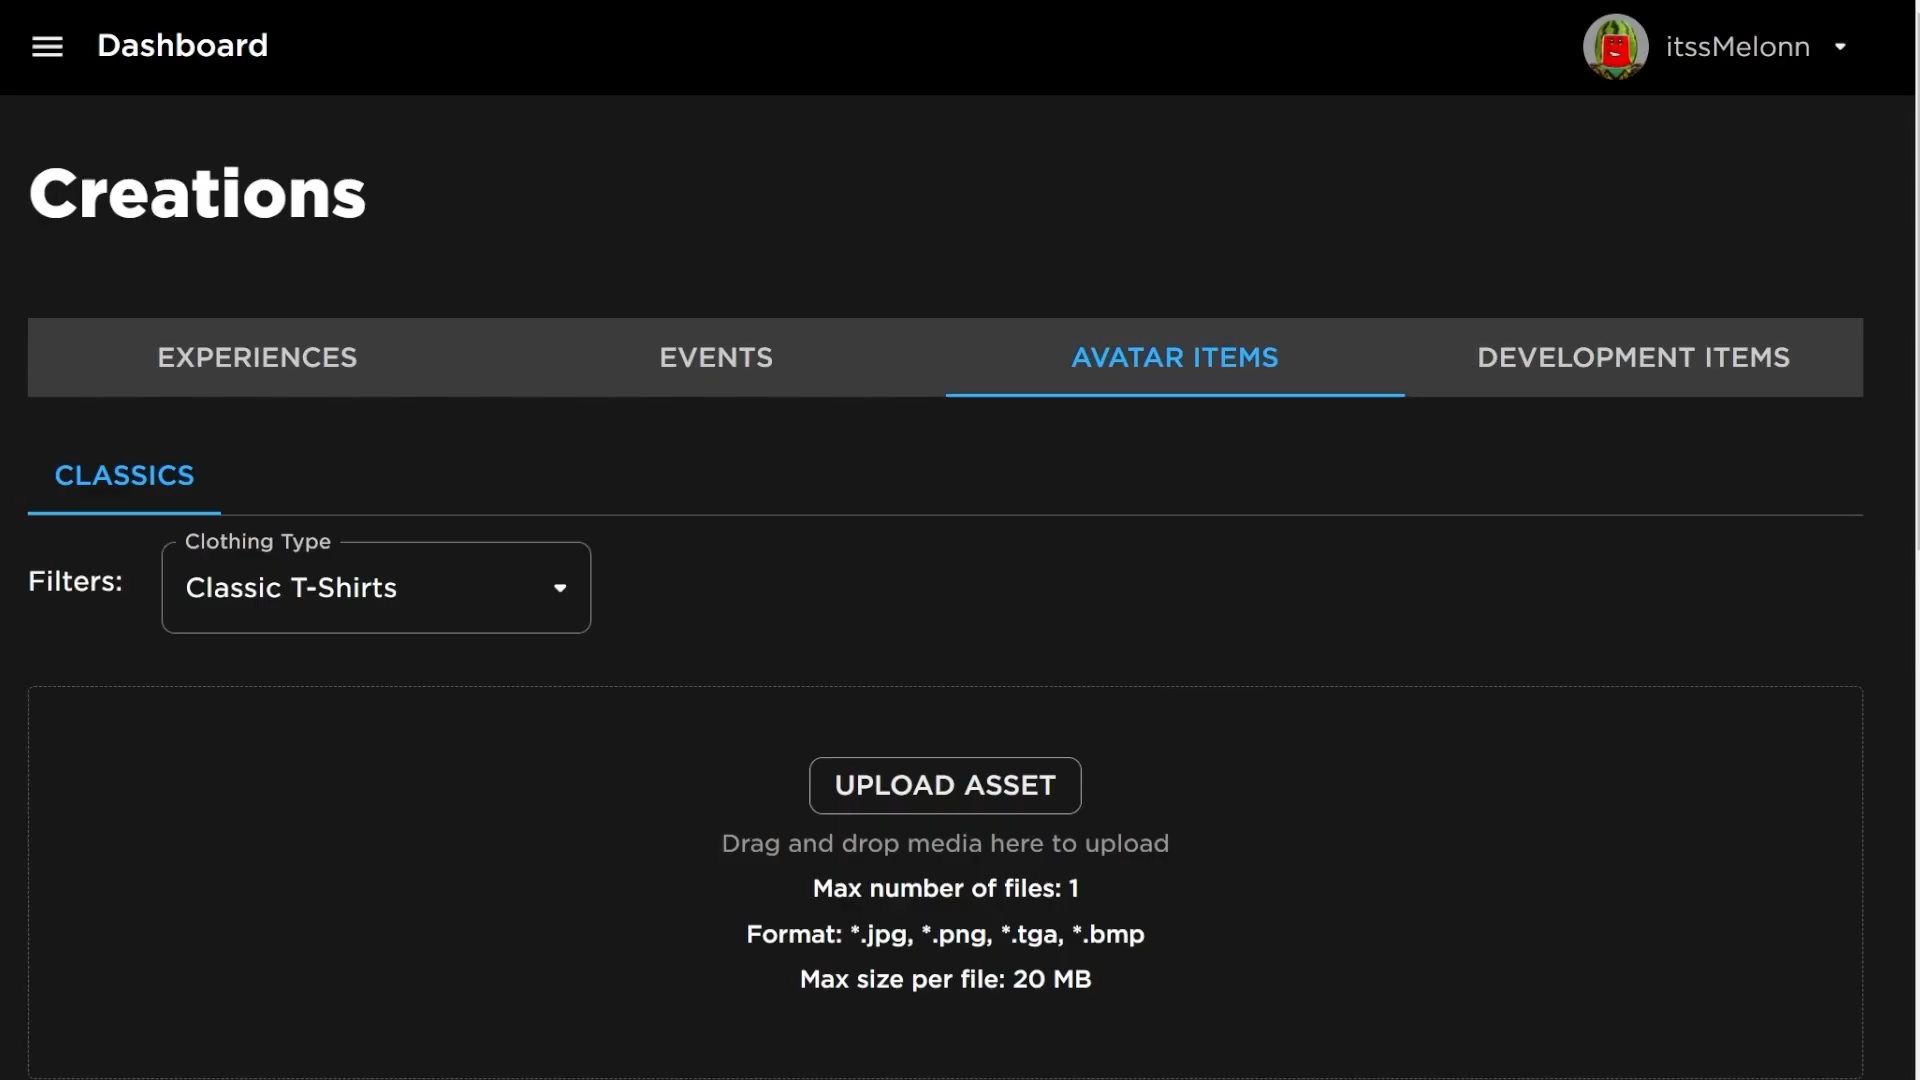 Dashboard
itssMelonn
Creations
EXPERIENCES
EVENTS
AVATAR ITEMS
DEVELOPMENT ITEMS
CLASSICS
Clothing Type
Filters:
Classic T-Shirts
UPLOAD ASSET
Drag and drop media here to upload
Max number of files: 1
Format: *.jpg, *.png, *.tga, *.bmp
Max size per file: 20 MB